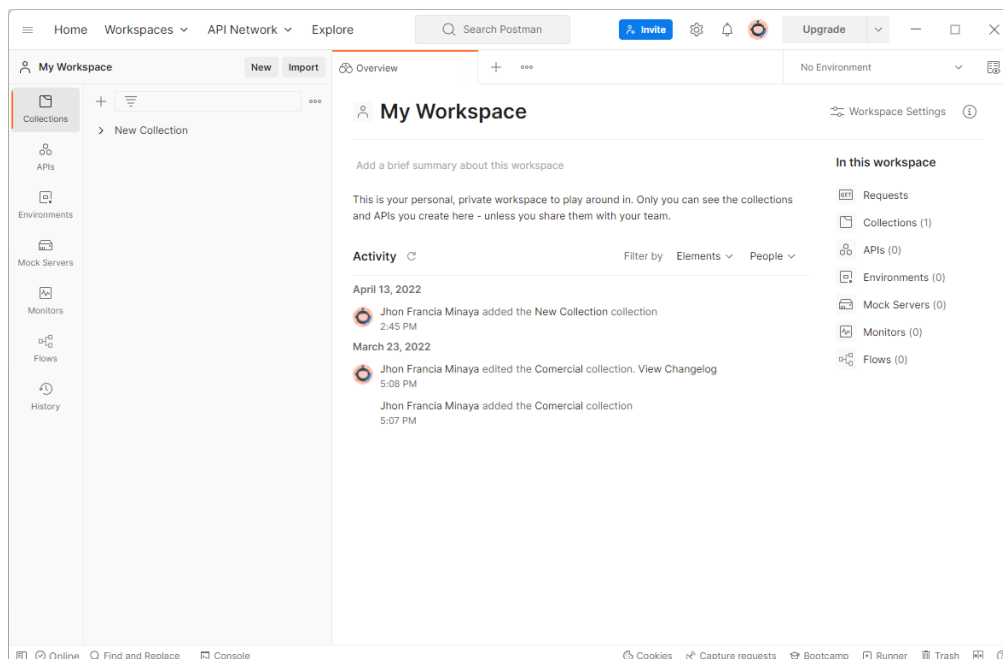 Home Workspaces API Network Explore Search Postman Invite Upgrade
My Workspace New Import Overview No Environment
Collections
APIs
Environments
Mock Servers
Monitors
Flows
History
New Collection
My Workspace
Workspace Settings
Add a brief summary about this workspace
This is your personal, private workspace to play around in. Only you can see the collections
and APIs you create here - unless you share them with your team.
Activity Filter by Elements People
April 13, 2022
Jhon Francia Minaya added the New Collection collection
2:45 PM
March 23, 2022
Jhon Francia Minaya edited the Comercial collection. View Changelog
5:08 PM
Jhon Francia Minaya added the Comercial collection
5:07 PM
In this workspace
GET Requests
Collections (1)
APIs (0)
Environments (0)
Mock Servers (0)
Monitors (0)
Flows (0)
Online Find and Replace Console Cookies Capture requests Bootcamp Runner Trash